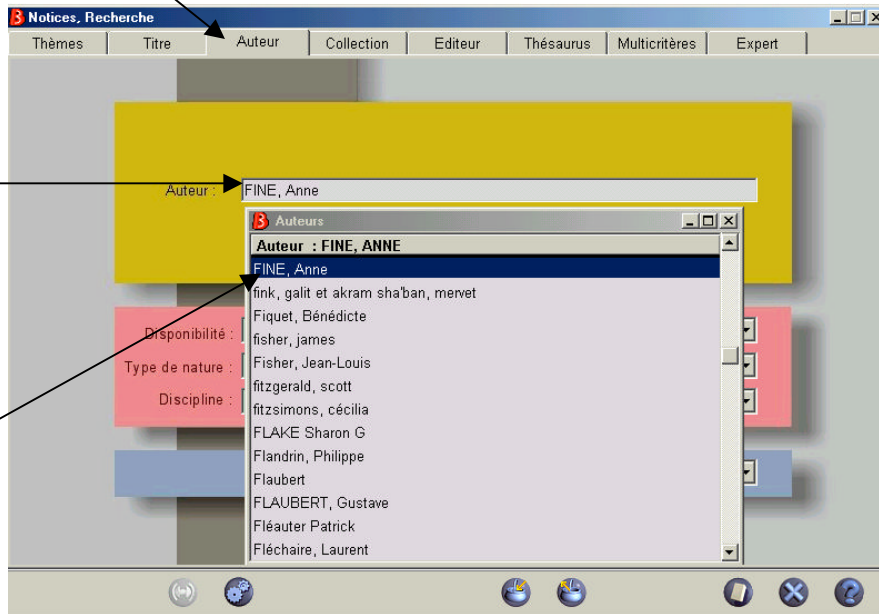 Notices, Recherche
Thèmes Titre Auteur Collection Editeur Thésaurus Multicritères Expert
Auteur : FINE, Anne
Auteurs
Auteur : FINE, ANNE
FINE, Anne
fink, galit et akram sha'ban, mervet
Fiquet, Bénédicte
Disponibilité :
fisher, james
Type de nature :
Fisher, Jean-Louis
fitzgerald, scott
Discipline :
fitzsimons, cécilia
FLAKE Sharon G
Flandrin, Philippe
Flaubert
FLAUBERT, Gustave
Fléauter Patrick
Fléchaire, Laurent